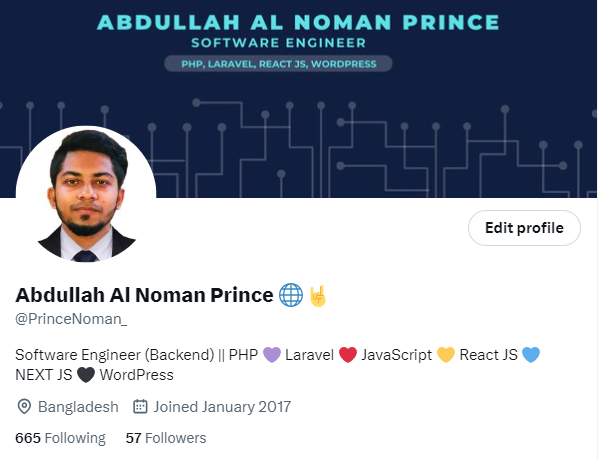 ABDULLAH AL NOMAN PRINCE
SOFTWARE ENGINEER
PHP, LARAVEL, REACT JS, WORDPRESS
Edit profile
Abdullah Al Noman Prince 🌐🤘
@PrinceNoman_
Software Engineer (Backend) || PHP 💜 Laravel ❤️ JavaScript 💛 React JS 💙
NEXT JS 🖤 WordPress
Bangladesh Joined January 2017
665 Following 57 Followers